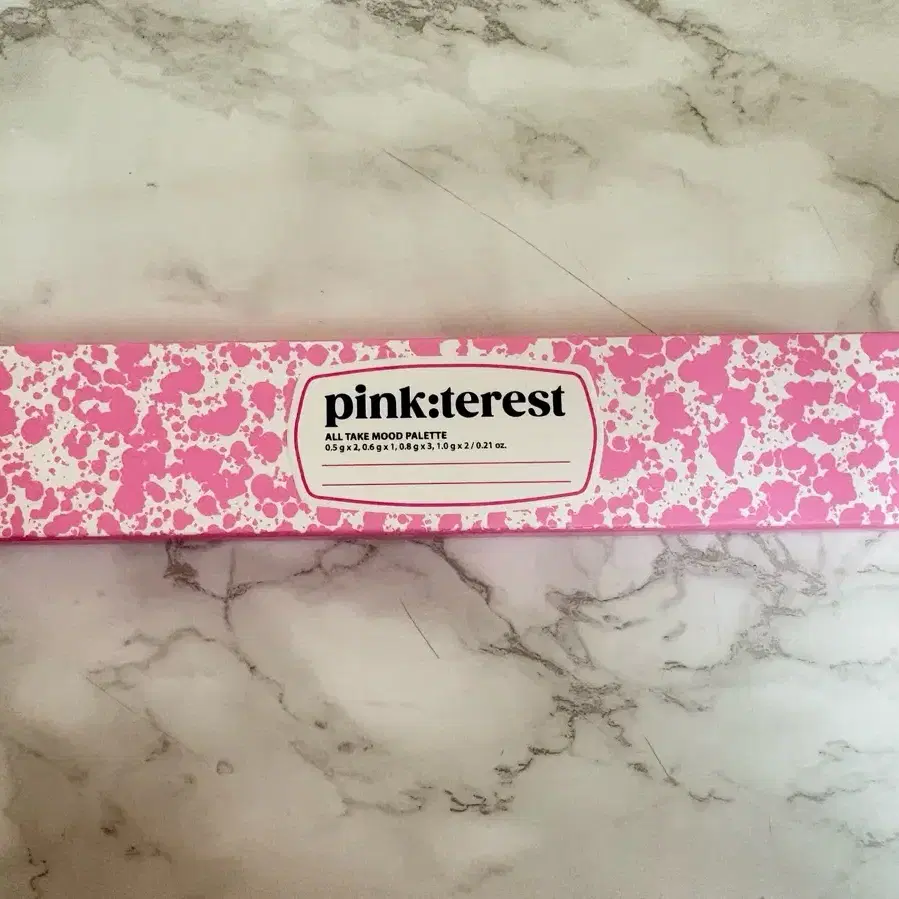 pink:terest
ALL TAKE MOOD PALETTE
0.5 g x 2, 0.6 g x 1, 0.8 g x 3, 1.0 g x 2 / 0.21 oz.